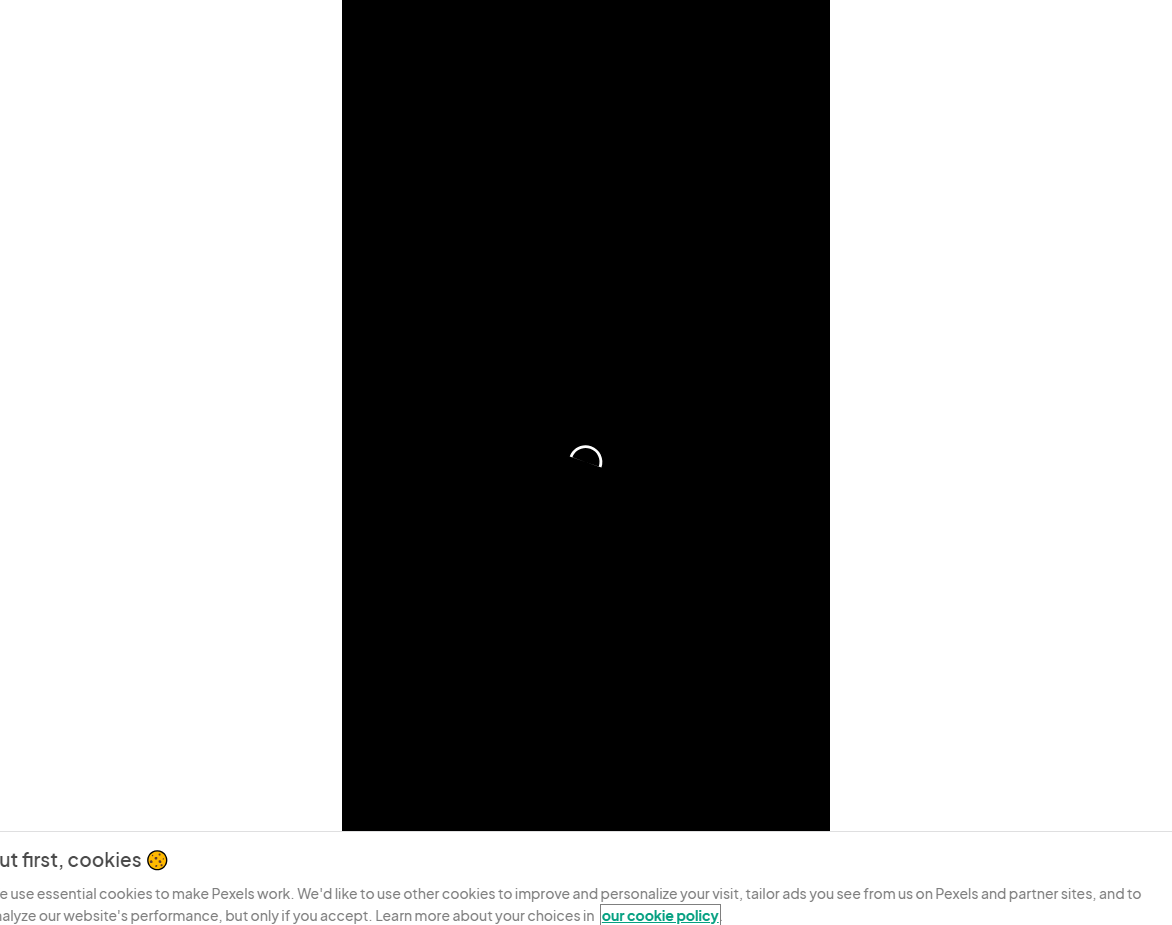 ut first, cookies 🍪
e use essential cookies to make Pexels work. We'd like to use other cookies to improve and personalize your visit, tailor ads you see from us on Pexels and partner sites, and to
nalyze our website's performance, but only if you accept. Learn more about your choices in our cookie policy.